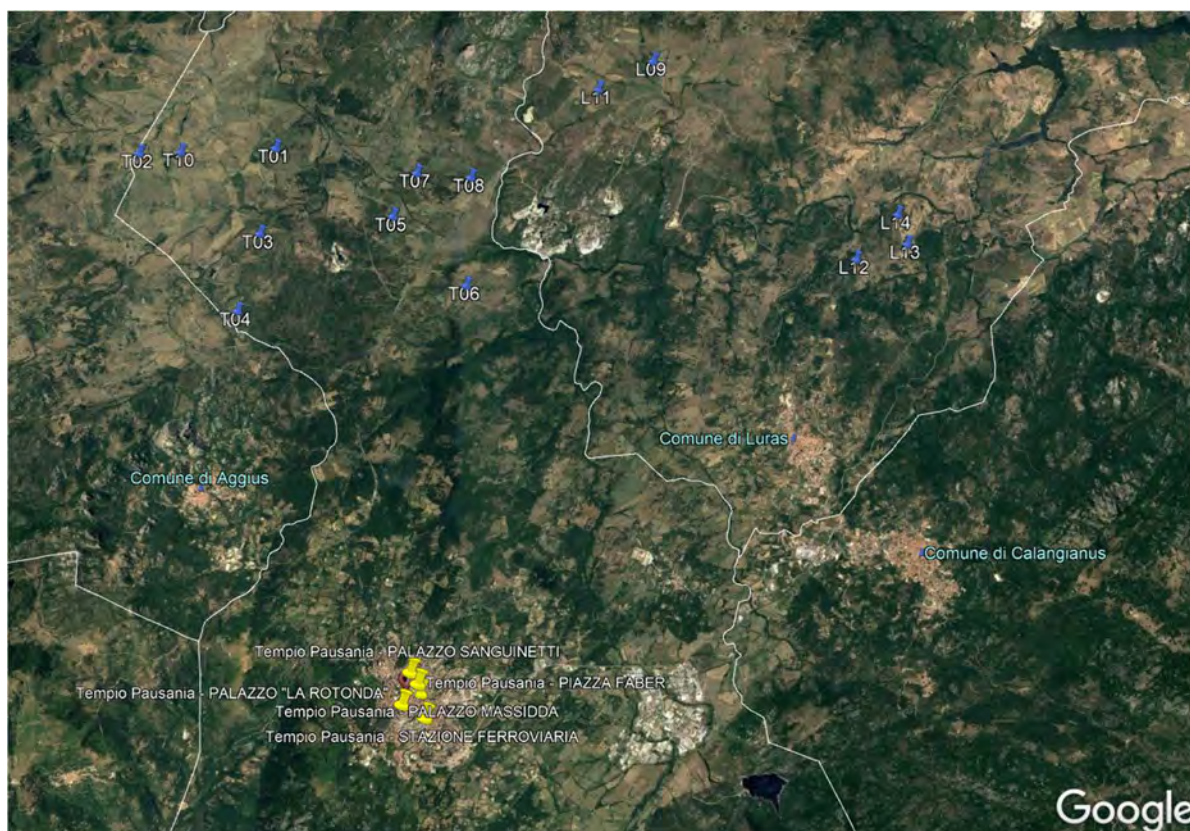 L09
L11
T02
T10
T01
T07
T08
T05
L14
T03
L13
L12
T06
T04
Comune di Luras
Comune di Aggius
Comune di Calangianus
Tempio Pausania - PALAZZO SANGUINETTI
Tempio Pausania - PIAZZA FABER
Tempio Pausania - PALAZZO "LA ROTONDA"
Tempio Pausania - PALAZZO MASSIDDA
Tempio Pausania - STAZIONE FERROVIARIA
Google